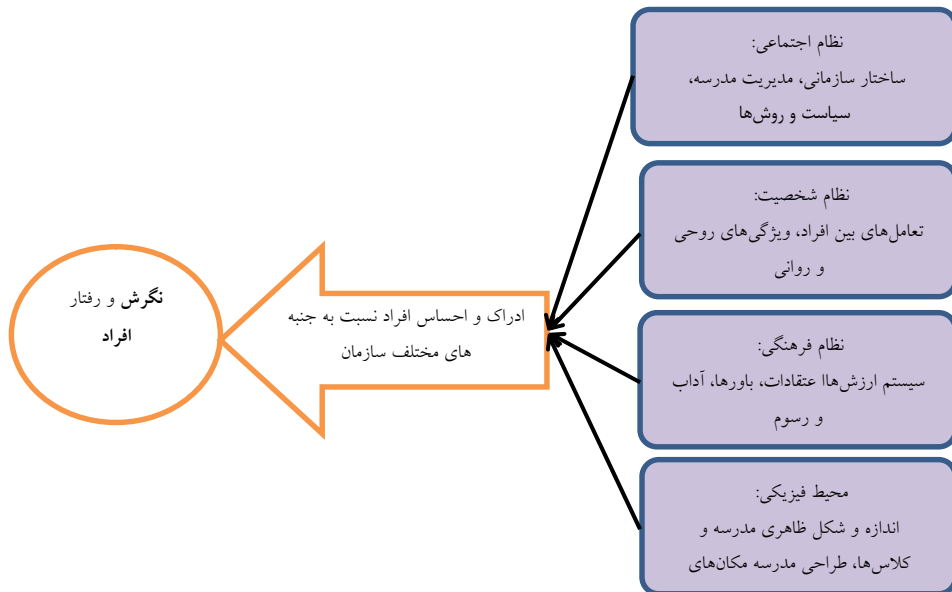 نظام اجتماعی:
ساختار سازمانی، مدیریت مدرسه،
سیاست و روش‌ها
نظام شخصیت:
تعامل‌های بین افراد، ویژگی‌های روحی
و روانی
نظام فرهنگی:
سیستم ارزش‌هاا عتقادات، باورها، آداب
و رسوم
محیط فیزیکی:
اندازه و شکل ظاهری مدرسه و
کلاس‌ها، طراحی مدرسه مکان‌های
ادراک و احساس افراد نسبت به جنبه
های مختلف سازمان
نگرش و رفتار
افراد